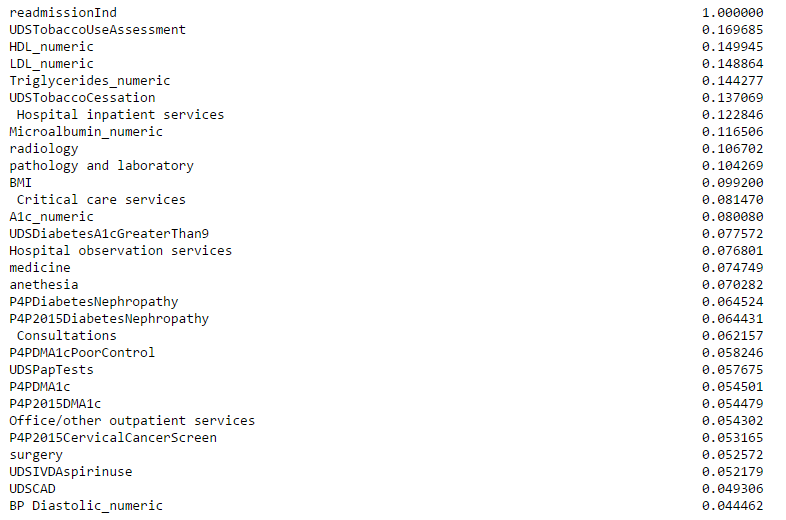 readmissionInd 1.000000
UDSTobaccoUseAssessment 0.169685
HDL_numeric 0.149945
LDL_numeric 0.148864
Triglycerides_numeric 0.144277
UDSTobaccoCessation 0.137069
Hospital inpatient services 0.122846
Microalbumin_numeric 0.116506
radiology 0.106702
pathology and laboratory 0.104269
BMI 0.099200
Critical care services 0.081470
A1c_numeric 0.080080
UDSDiabetesA1cGreaterThan9 0.077572
Hospital observation services 0.076801
medicine 0.074749
anethesia 0.070282
P4PDiabetesNephropathy 0.064524
P4P2015DiabetesNephropathy 0.064431
Consultations 0.062157
P4PDMA1cPoorControl 0.058246
UDSPapTests 0.057675
P4PDMA1c 0.054501
P4P2015DMA1c 0.054479
Office/other outpatient services 0.054302
P4P2015CervicalCancerScreen 0.053165
surgery 0.052572
UDSIVDAspirinuse 0.052179
UDSCAD 0.049306
BP Diastolic_numeric 0.044462